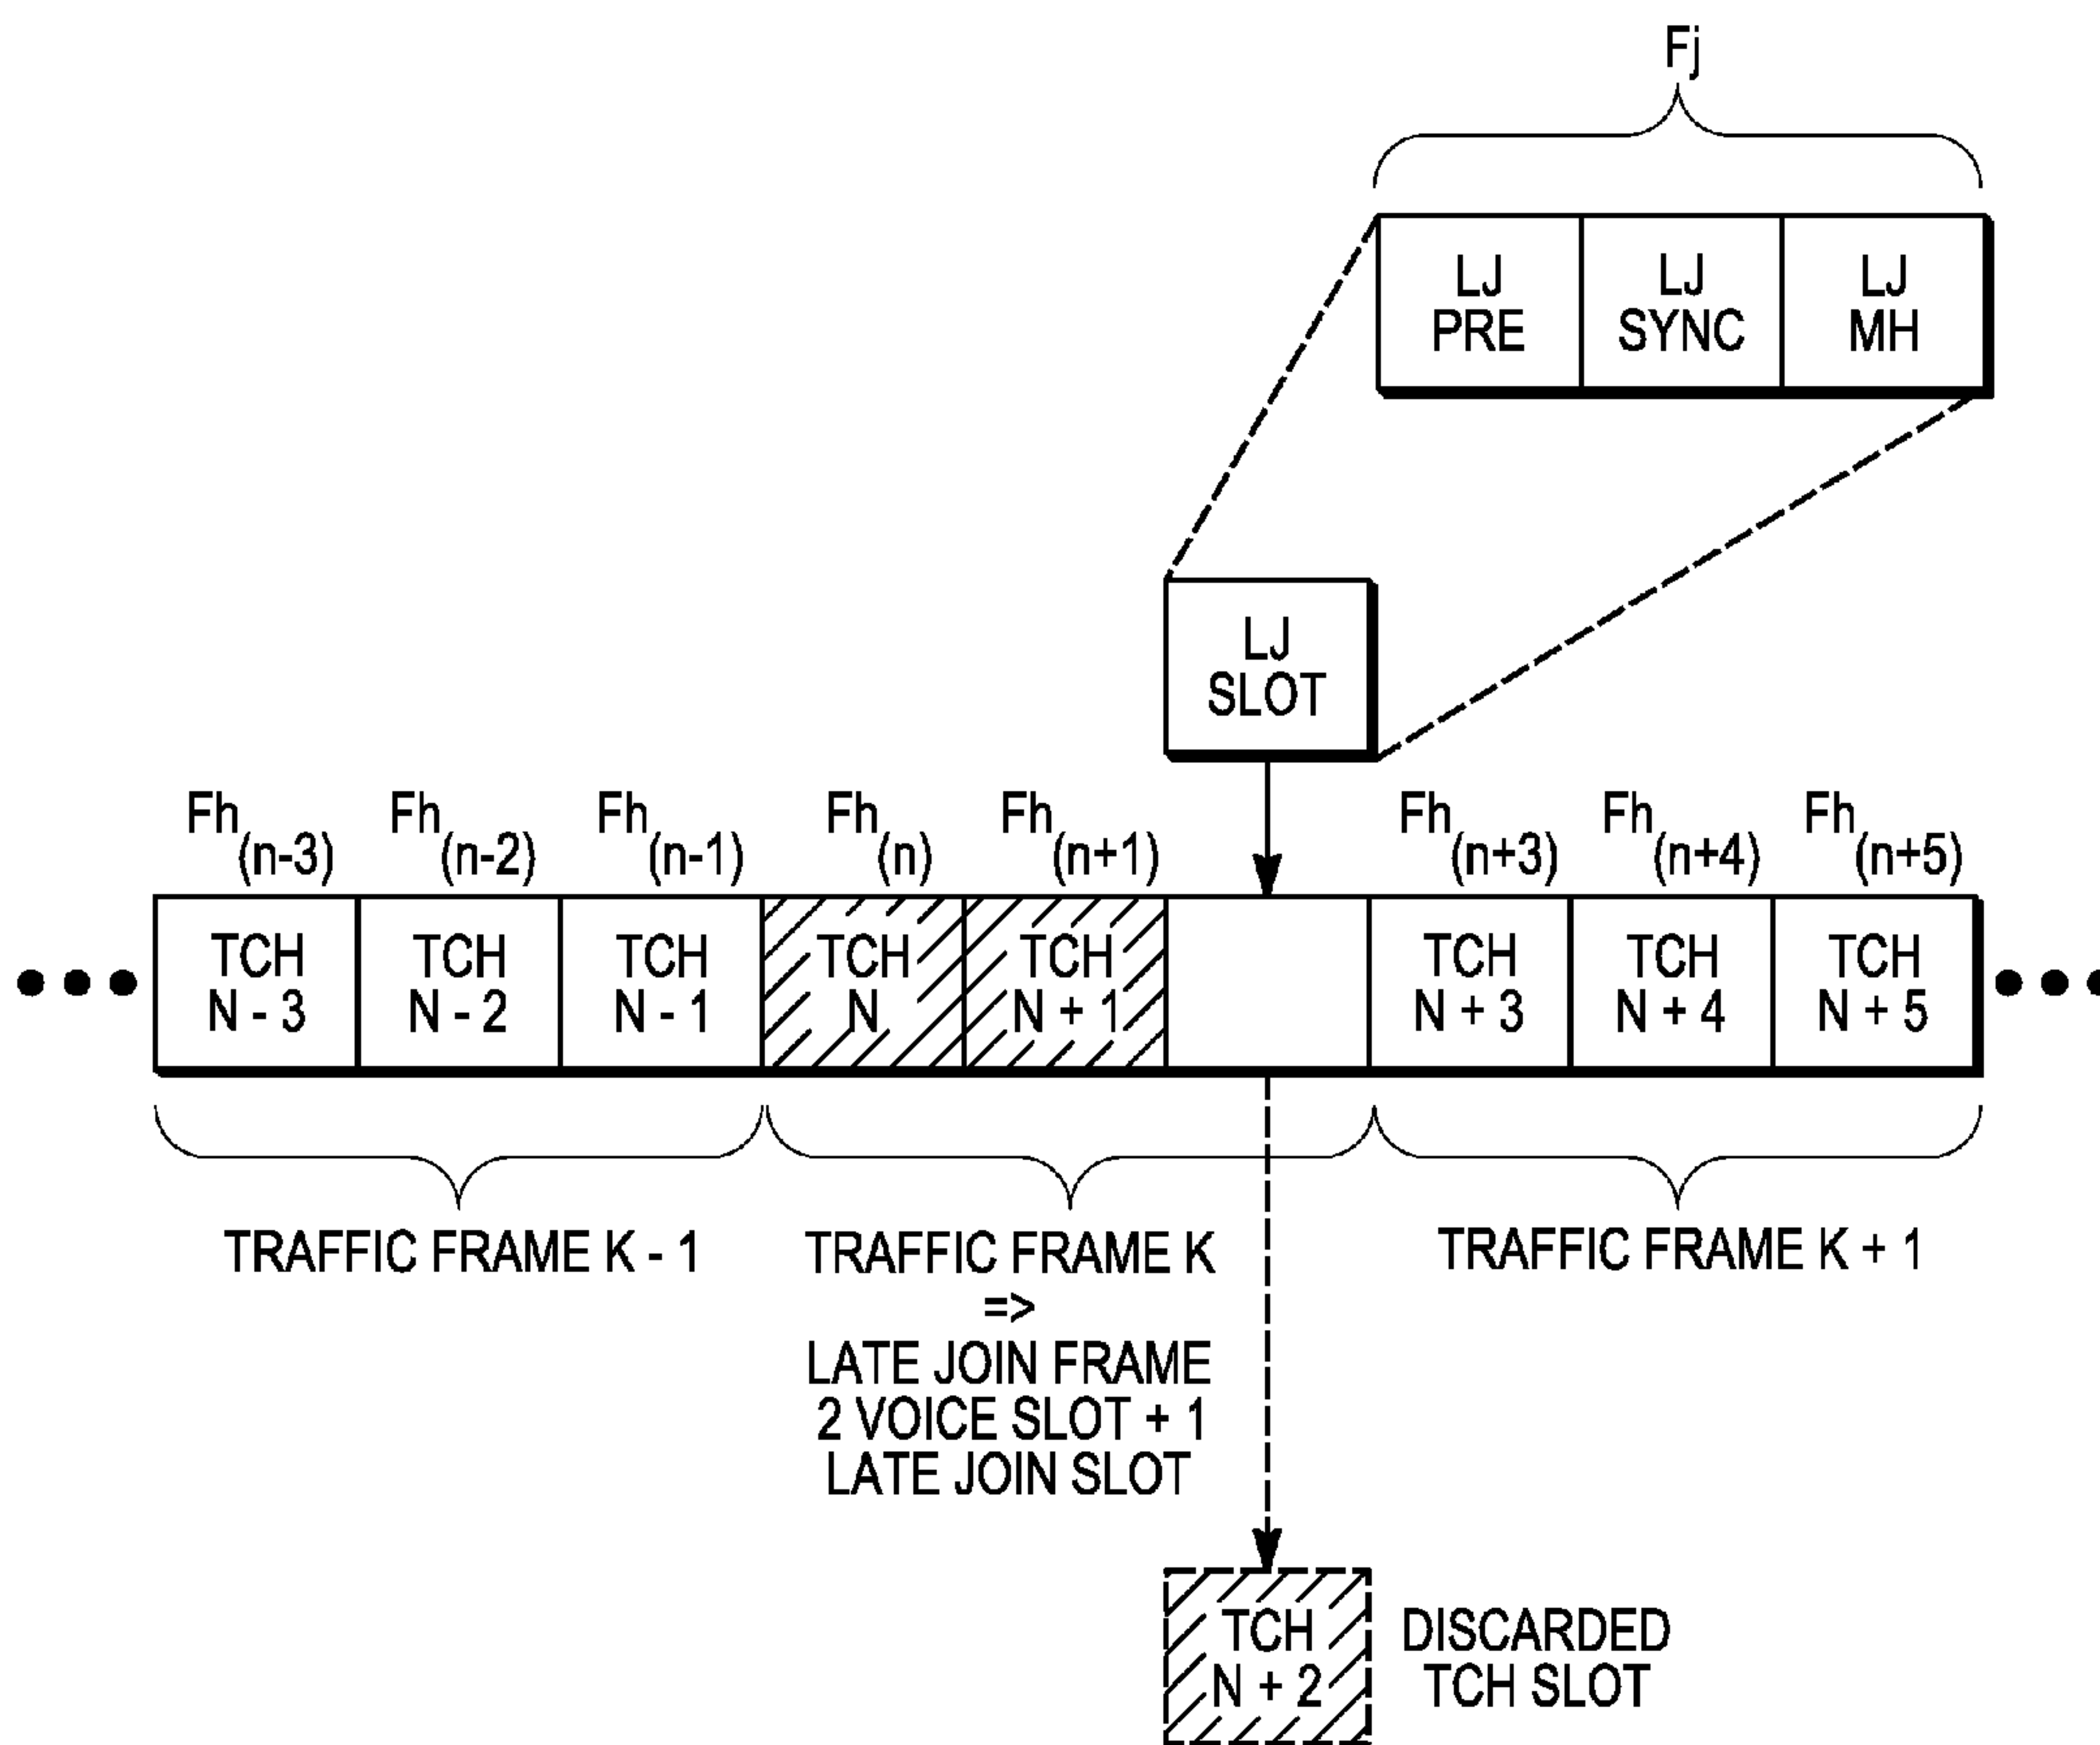 Fj
LJ PRE
LJ SYNC
LJ MH
LJ SLOT
Fh(n-3) Fh(n-2) Fh(n-1) Fh(n) Fh(n+1) Fh(n+3) Fh(n+4) Fh(n+5)
TCH N - 3
TCH N - 2
TCH N - 1
TCH N
TCH N + 1
TCH N + 3
TCH N + 4
TCH N + 5
TRAFFIC FRAME K - 1
TRAFFIC FRAME K
=>
LATE JOIN FRAME
2 VOICE SLOT + 1
LATE JOIN SLOT
TRAFFIC FRAME K + 1
TCH N + 2
DISCARDED
TCH SLOT